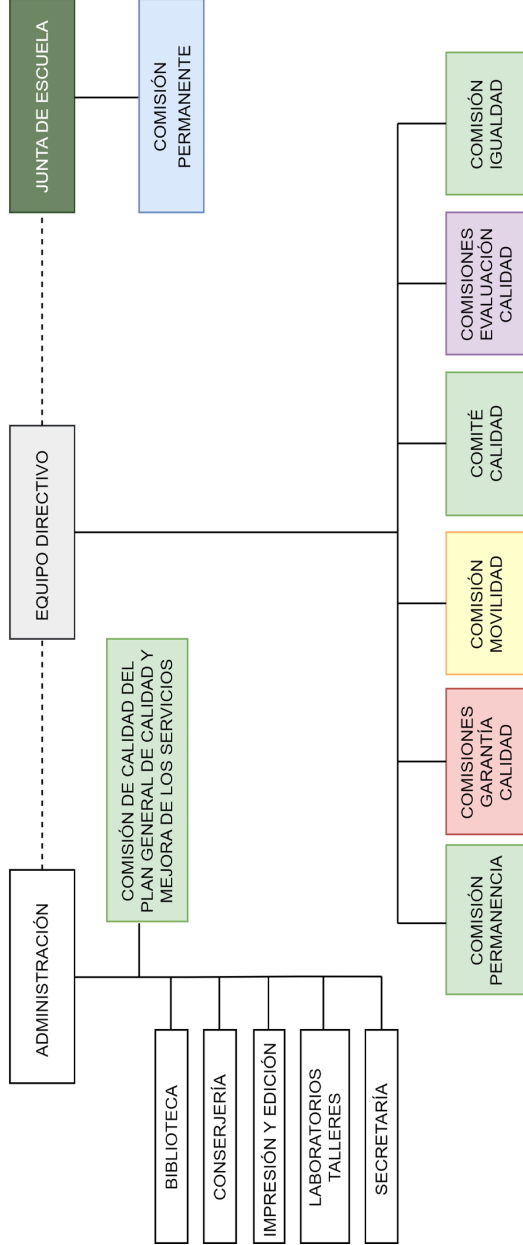 ADMINISTRACIÓN
EQUIPO DIRECTIVO
JUNTA DE ESCUELA
COMISIÓN DE CALIDAD DEL
PLAN GENERAL DE CALIDAD Y
MEJORA DE LOS SERVICIOS
COMISIÓN
PERMANENTE
BIBLIOTECA
CONSERJERÍA
IMPRESIÓN Y EDICIÓN
LABORATORIOS
TALLERES
SECRETARÍA
COMISIÓN
PERMANENCIA
COMISIONES
GARANTÍA
CALIDAD
COMISIÓN
MOVILIDAD
COMITÉ
CALIDAD
COMISIONES
EVALUACIÓN
CALIDAD
COMISIÓN
IGUALDAD